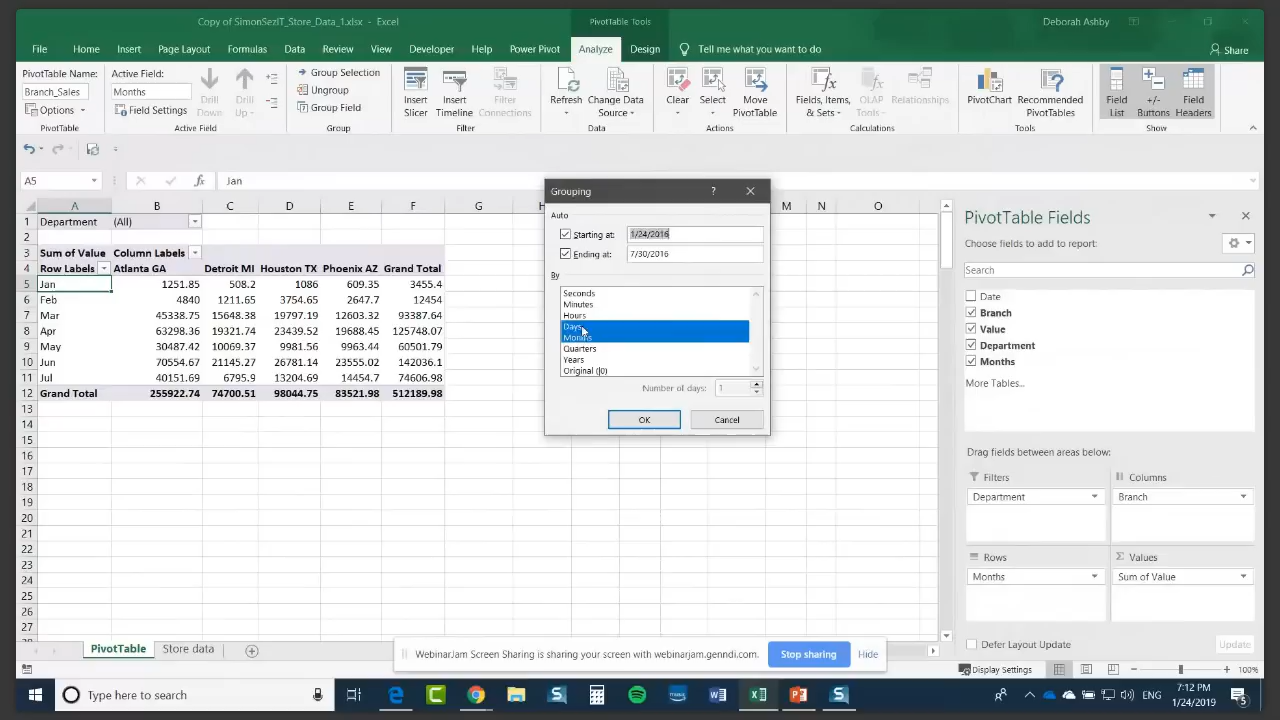 Copy of SimonSezIT_Store_Data_1.xlsx - Excel
PivotTable Tools
Deborah Ashby
File Home Insert Page Layout Formulas Data Review View Developer Help Power Pivot Analyze Design Tell me what you want to do Share
PivotTable Name:
Branch_Sales
Options
PivotTable
Active Field:
Months
Field Settings
Drill Down
Drill Up
Active Field
Group Selection
Ungroup
Group Field
Group
Insert Slicer
Insert Timeline
Filter Connections
Filter
Refresh
Change Data Source
Data
Clear
Select
Move PivotTable
Actions
Fields, Items, & Sets
OLAP Tools
Relationships
Calculations
PivotChart
Recommended PivotTables
Tools
Field List
+/- Buttons
Field Headers
Show
A5 fx Jan
A B C D E F G H M N O
1 Department (All)
2
3 Sum of Value Column Labels
4 Row Labels Atlanta GA Detroit MI Houston TX Phoenix AZ Grand Total
5 Jan 1251.85 508.2 1086 609.35 3455.4
6 Feb 4840 1211.65 3754.65 2647.7 12454
7 Mar 45338.75 15648.38 19797.19 12603.32 93387.64
8 Apr 63298.36 19321.74 23439.52 19688.45 125748.07
9 May 30487.42 10069.37 9981.56 9963.44 60501.79
10 Jun 70554.67 21145.27 26781.14 23555.02 142036.1
11 Jul 40151.69 6795.9 13204.69 14454.7 74606.98
12 Grand Total 255922.74 74700.51 98044.75 83521.98 512189.98
13
14
15
16
17
18
19
20
21
22
23
24
25
26
27
Grouping ?
Auto
Starting at: 1/24/2016
Ending at: 7/30/2016
By
Seconds
Minutes
Hours
Days
Months
Quarters
Years
Original (J0)
Number of days: 1
OK Cancel
PivotTable Fields
Choose fields to add to report:
Search
Date
Branch
Value
Department
Months
More Tables...
Drag fields between areas below:
Filters Columns
Department Branch
Rows Values
Months Sum of Value
Defer Layout Update Update
PivotTable Store data
WebinarJam Screen Sharing is sharing your screen with webinarjam.genndi.com. Stop sharing Hide
Display Settings 100%
Type here to search
ENG
7:12 PM
1/24/2019
5